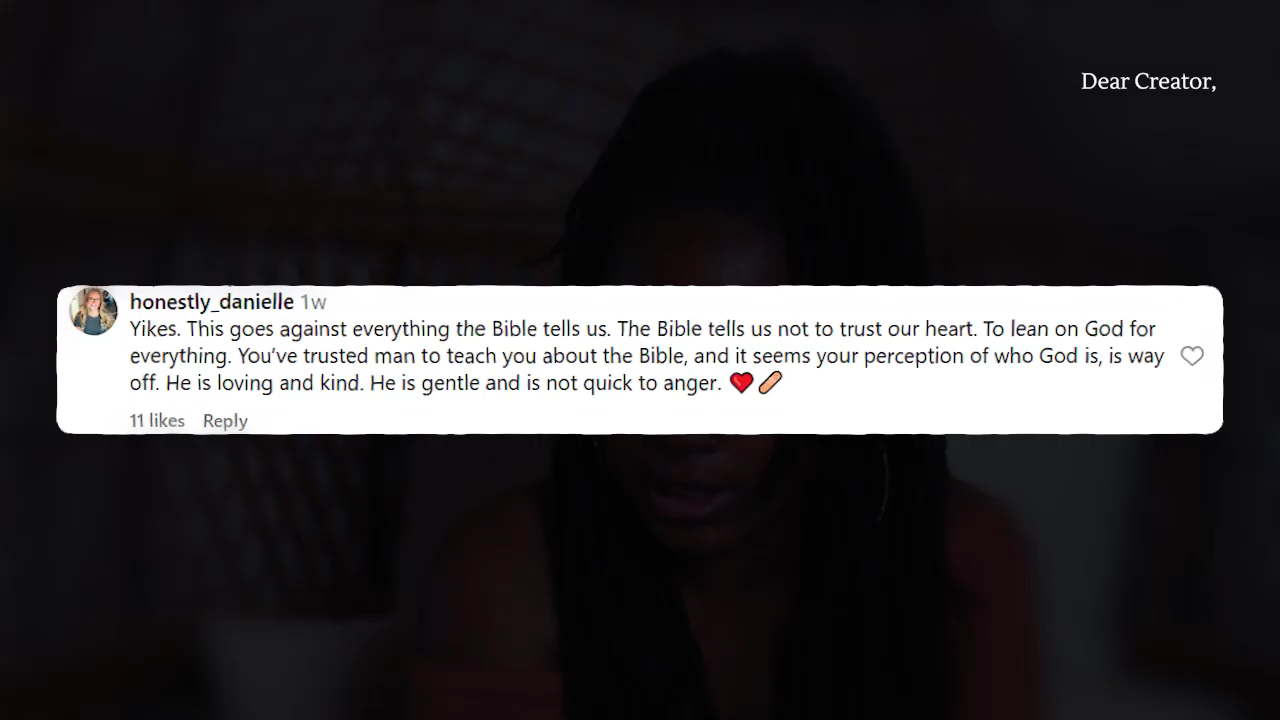 Dear Creator,
honestly_danielle 1w
Yikes. This goes against everything the Bible tells us. The Bible tells us not to trust our heart. To lean on God for
everything. You’ve trusted man to teach you about the Bible, and it seems your perception of who God is, is way
off. He is loving and kind. He is gentle and is not quick to anger. ❤️🩹
11 likes Reply